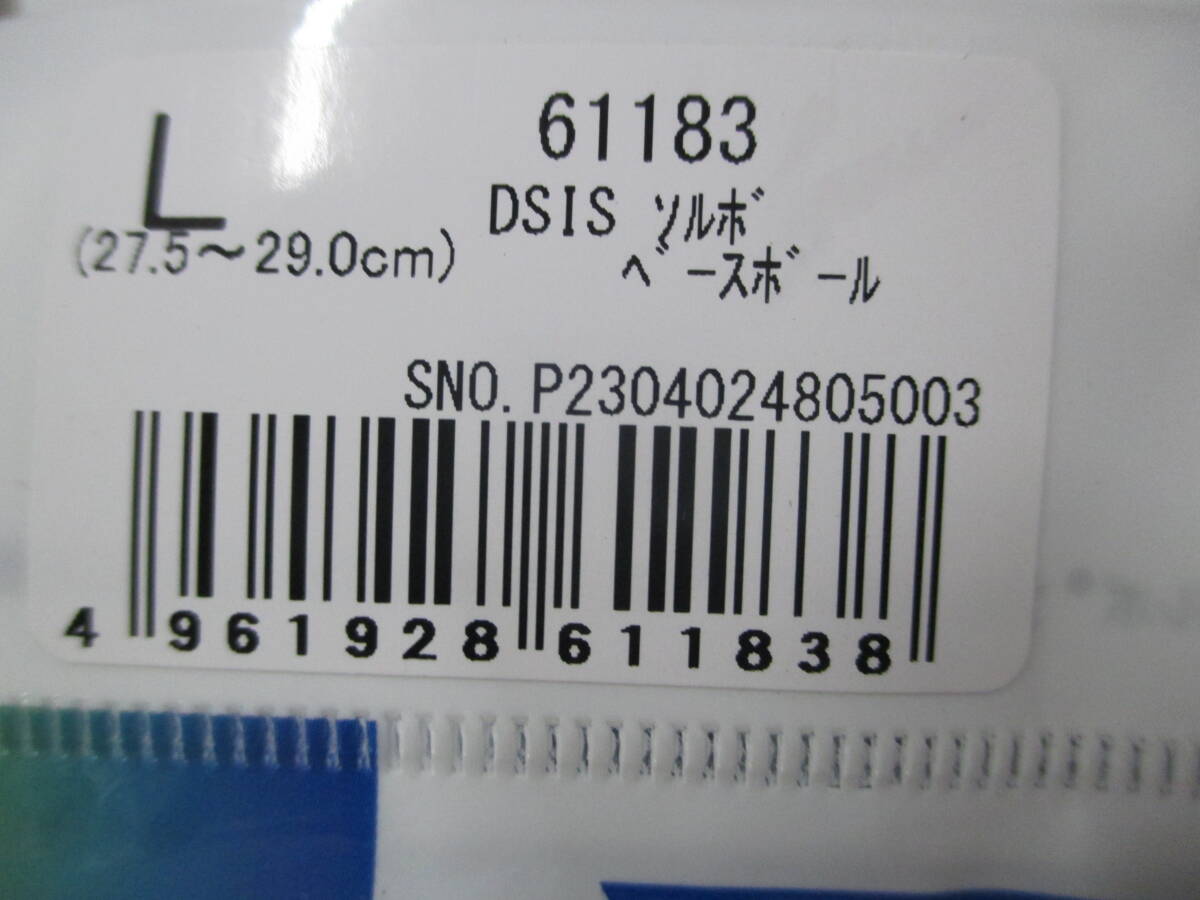 L
(27.5～29.0cm)
61183
DSIS ｿﾙﾎﾞ
ﾍﾞｰｽﾎﾞｰﾙ
SNO. P2304024805003
4 961928 611838